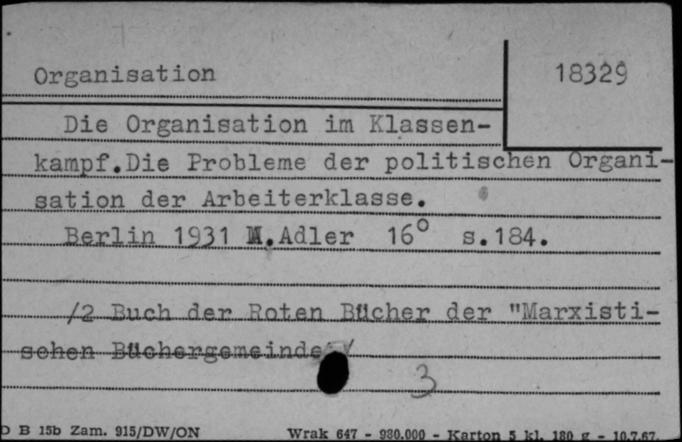 Organisation
18329
Die Organisation im Klassen-
kampf.Die Probleme der politischen Organi-
sation der Arbeiterklasse.
Berlin 1931 M.Adler 16° s.184.
/2 Buch der Roten Bücher der "Marxisti-
schen Büchergemeinde"/
3
D B 15b Zam. 915/DW/ON
Wrak 647 - 980.000 - Karton 5 kl. 180 g - 10.7.67.